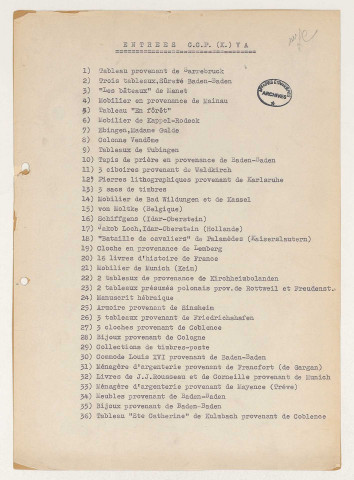 ENTREES C.C.P. (K.) V A
ARCHIVES
1) Tableau provenant de Sarrebruck
2) Trois tableaux, Sûreté Baden-Baden
3) "Les bâteaux" de Manet
4) Mobilier en provenance de Mainau
5) Tableau "En fôrêt"
6) Mobilier de Kappel-Rodeck
7) Ebingen, Madame Guide
8) Colonne Vendôme
9) Tableaux de Tubingen
10) Tapis de prière en provenance de Baden-Baden
11) 3 ciboires provenant de Waldkirch
12) Pierres lithographiques provenant de Karlsruhe
13) 3 sacs de timbres
14) Mobilier de Bad Wildungen et de Kassel
15) von Moltke (Belgique)
16) Schiffgens (Idar-Oberstein)
17) Jakob Loch, Idar-Oberstein (Hollande)
18) "Bataille de cavaliers" de Palamèdes (Kaiserslautern)
19) Cloche en provenance de Lemberg
20) 16 livres d'histoire de France
21) Mobilier de Munich (Rein)
22) 2 tableaux de provenance de Kirchheimbolanden
23) 2 tableaux présumés polonais prov. de Rottweil et Freudenst.
24) Manuscrit hébraique
25) Armoire provenant de Sinsheim
26) 3 tableaux provenant de Friedrichshafen
27) 3 cloches provenant de Coblence
28) Bijoux provenant de Cologne
29) Collections de timbres-poste
30) Commode Louis XVI provenant de Baden-Baden
31) Ménagère d'argenterie provenant de Francfort (de Gargan)
32) Livres de J.J.Rousseau et de Corneille provenant de Munich
33) Ménagère d'argenterie provenant de Mayence (Trève)
34) Meubles provenant de Baden-Baden
35) Bijoux provenant de Baden-Baden
36) Tableau "Ste Catherine" de Kulmbach provenant de Coblence